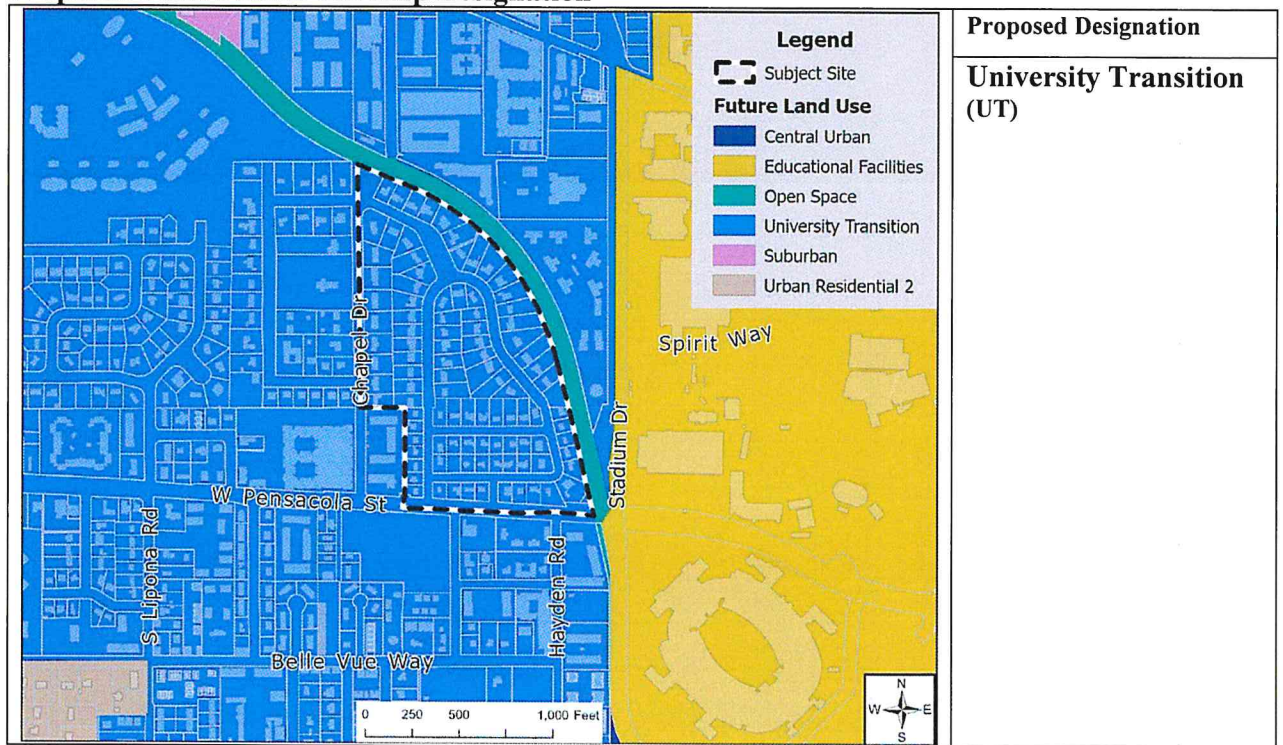 Proposed Designation
University Transition
(UT)
Legend
Subject Site
Future Land Use
Central Urban
Educational Facilities
Open Space
University Transition
Suburban
Urban Residential 2
Chapel Dr
Spirit Way
Stadium Dr
W Pensacola St
S Lipona Rd
Hayden Rd
Belle Vue Way
0 250 500 1,000 Feet
N
W E
S